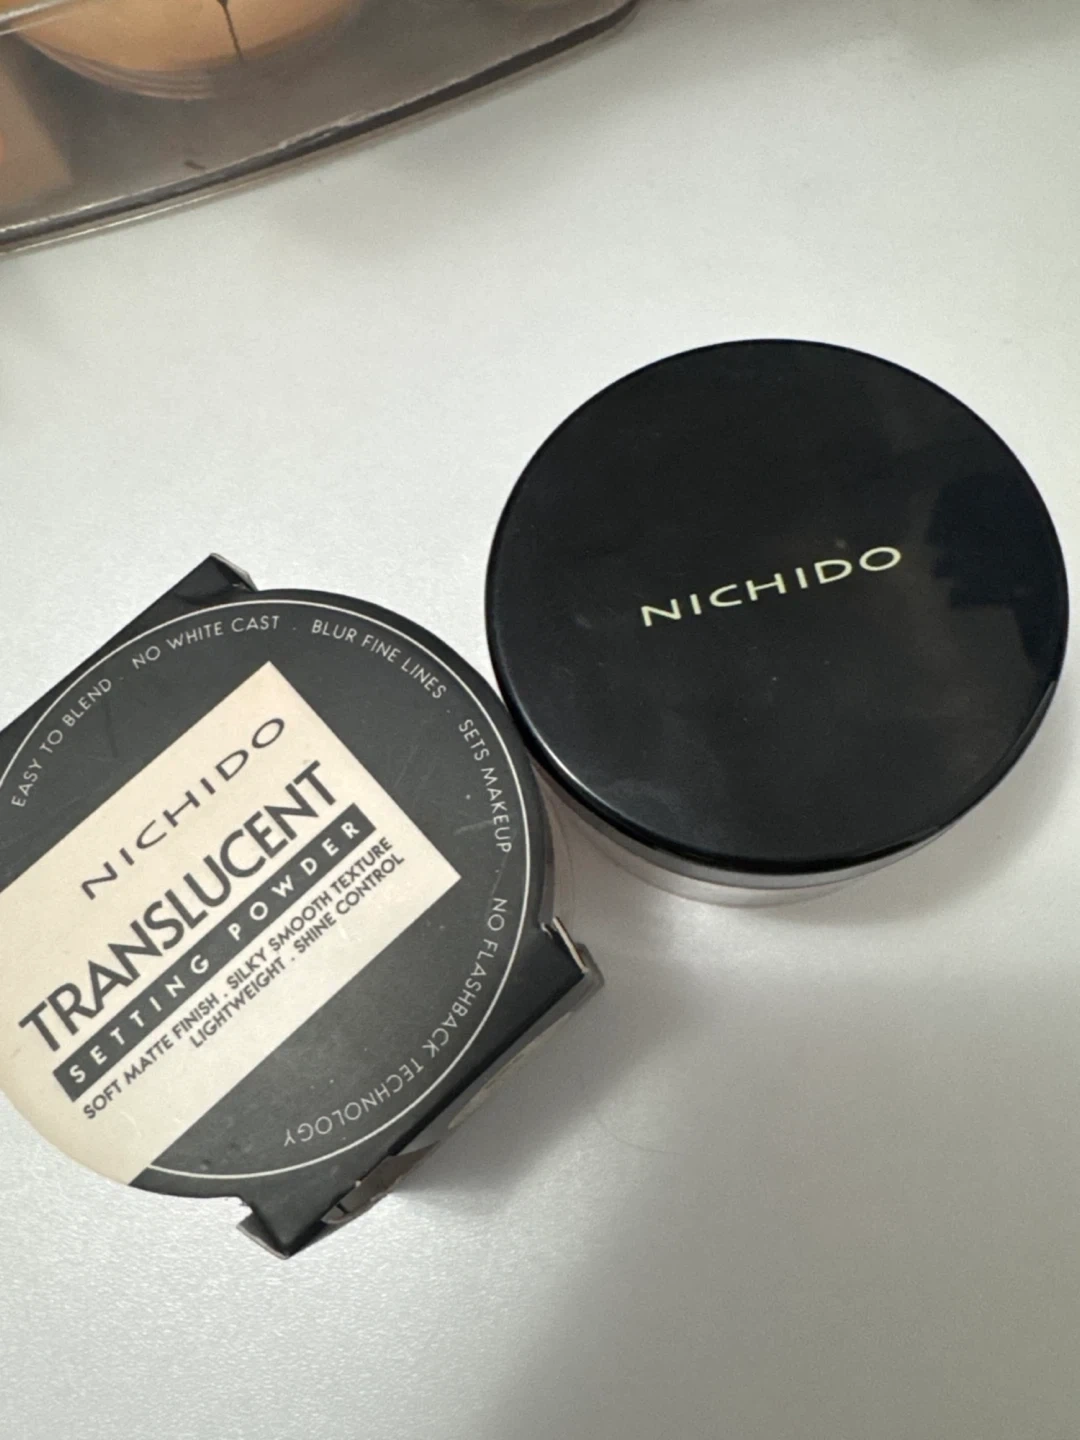 EASY TO BLEND · NO WHITE CAST · BLUR FINE LINES · SETS MAKEUP · NO FLASHBACK TECHNOLOGY
NICHIDO
TRANSLUCENT
SETTING POWDER
SOFT MATTE FINISH . SILKY SMOOTH TEXTURE
LIGHTWEIGHT . SHINE CONTROL
NICHIDO